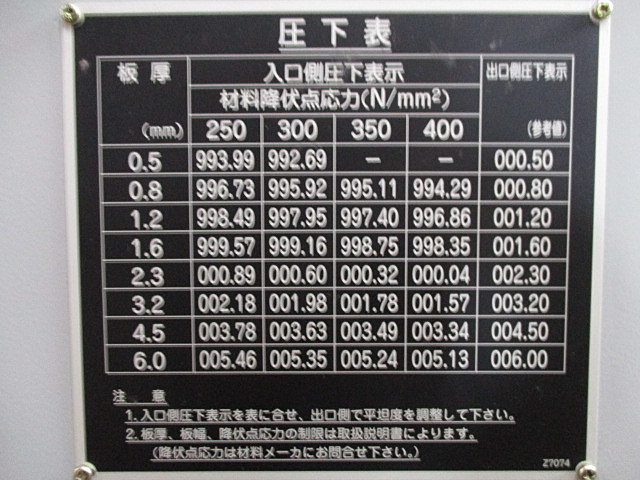 圧下表
板厚 入口側圧下表示 出口側圧下表示
材料降伏点応力(N/mm²)
(mm) 250 300 350 400 (参考値)
0.5 993.99 992.69 – – 000.50
0.8 996.73 995.92 995.11 994.29 000.80
1.2 998.49 997.95 997.40 996.86 001.20
1.6 999.57 999.16 998.75 998.35 001.60
2.3 000.89 000.60 000.32 000.04 002.30
3.2 002.18 001.98 001.78 001.57 003.20
4.5 003.78 003.63 003.49 003.34 004.50
6.0 005.46 005.35 005.24 005.13 006.00
注 意
1. 入口側圧下表示を表に合せ、出口側で平坦度を調整して下さい。
2. 板厚、板幅、降伏点応力の制限は取扱説明書によります。
(降伏点応力は材料メーカにお問合せ下さい。)
Z7074